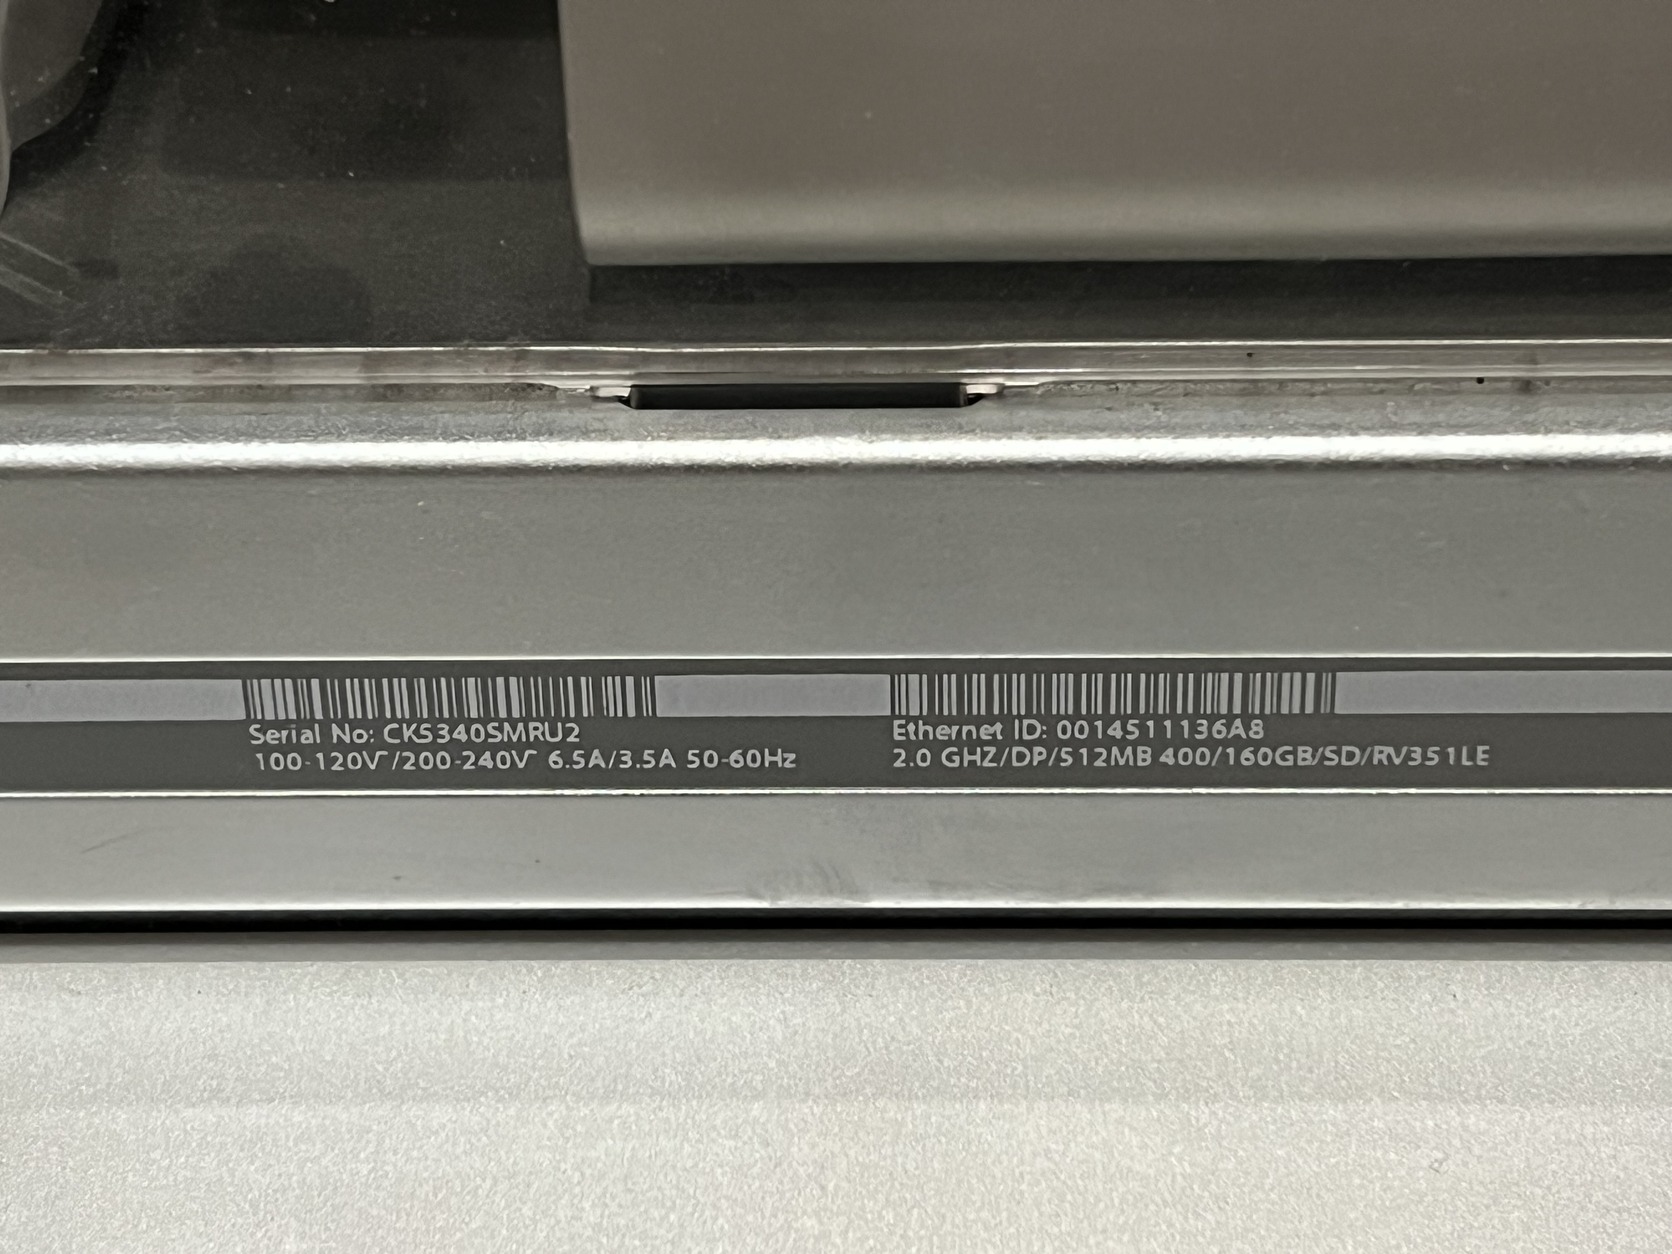 Serial No: CK5340SMRU2
100-120V~/200-240V~ 6.5A/3.5A 50-60Hz
Ethernet ID: 0014511136A8
2.0 GHZ/DP/512MB 400/160GB/SD/RV351LE